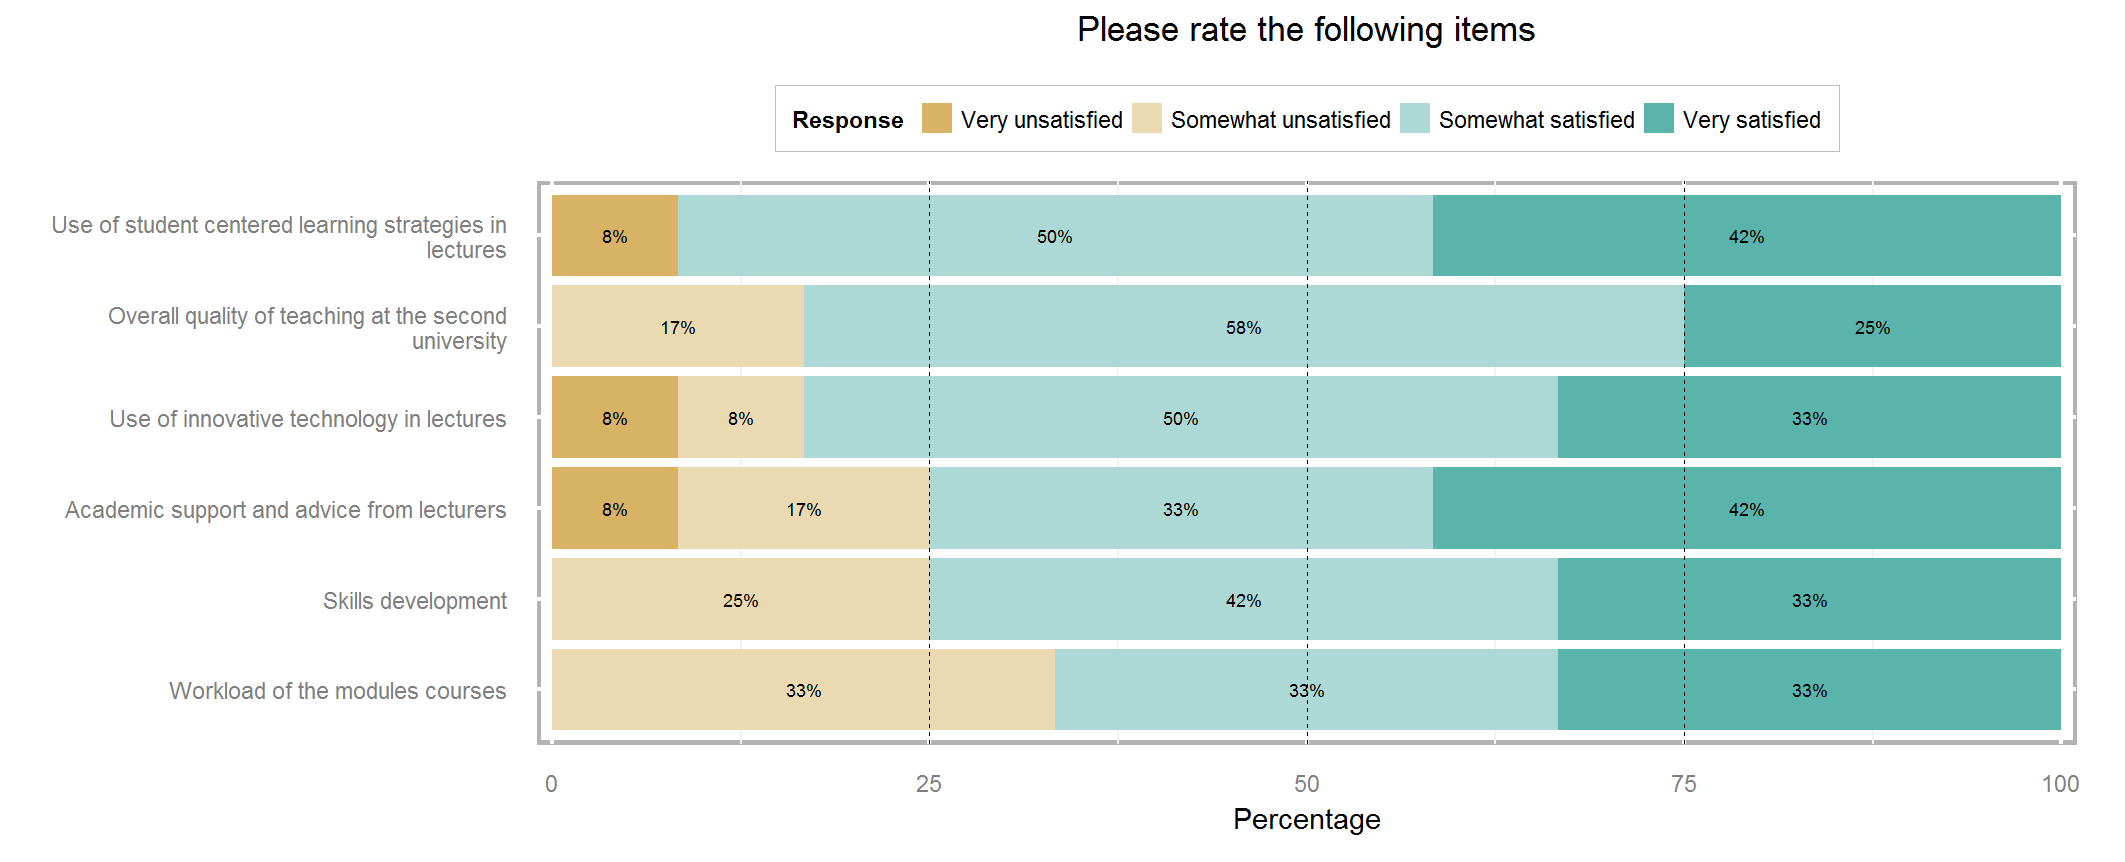 Please rate the following items
Response Very unsatisfied Somewhat unsatisfied Somewhat satisfied Very satisfied
Use of student centered learning strategies in
lectures
8% 50% 42%
Overall quality of teaching at the second
university
17% 58% 25%
Use of innovative technology in lectures
8% 8% 50% 33%
Academic support and advice from lecturers
8% 17% 33% 42%
Skills development
25% 42% 33%
Workload of the modules courses
33% 33% 33%
0 25 50 75 100
Percentage